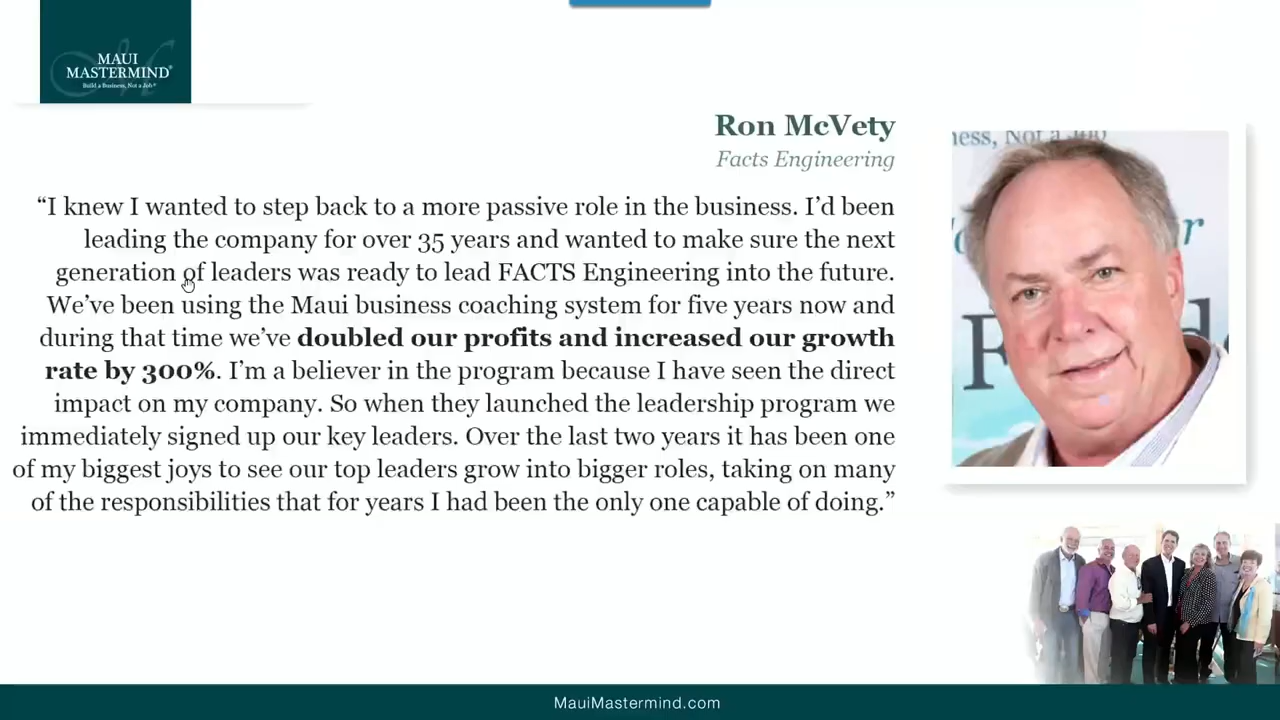 MAUI
MASTERMIND®
Build a Business, Not a Job®
Ron McVety
Facts Engineering
“I knew I wanted to step back to a more passive role in the business. I’d been
leading the company for over 35 years and wanted to make sure the next
generation of leaders was ready to lead FACTS Engineering into the future.
We’ve been using the Maui business coaching system for five years now and
during that time we’ve doubled our profits and increased our growth
rate by 300%. I’m a believer in the program because I have seen the direct
impact on my company. So when they launched the leadership program we
immediately signed up our key leaders. Over the last two years it has been one
of my biggest joys to see our top leaders grow into bigger roles, taking on many
of the responsibilities that for years I had been the only one capable of doing.”
ness, Not a Job
MauiMastermind.com